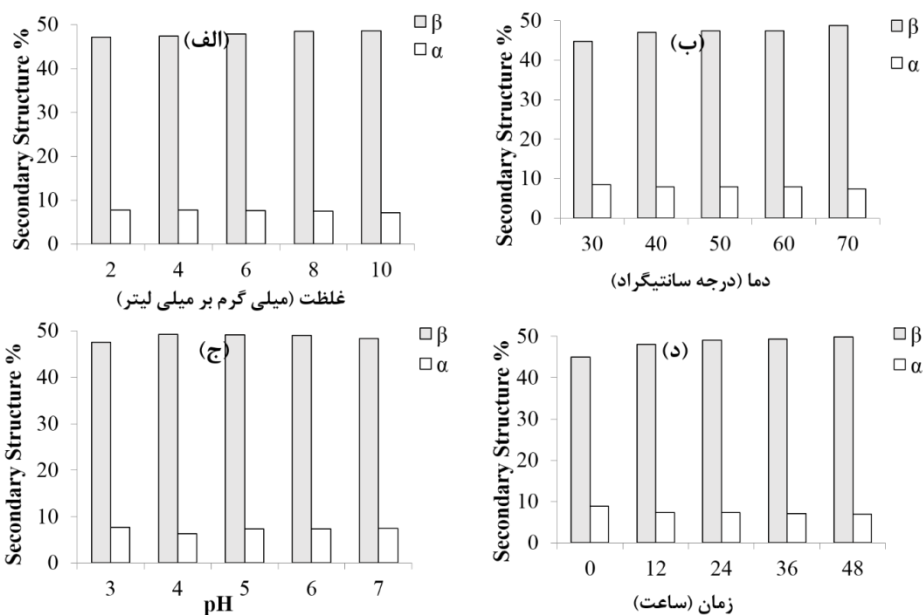 (الف)
Secondary Structure %
50
40
30
20
10
0
2 4 6 8 10
غلظت (میلی گرم بر میلی لیتر)
β
α
(ب)
Secondary Structure %
50
40
30
20
10
0
30 40 50 60 70
دما (درجه سانتیگراد)
β
α
(ج)
Secondary Structure %
50
40
30
20
10
0
3 4 5 6 7
pH
β
α
(د)
Secondary Structure %
50
40
30
20
10
0
0 12 24 36 48
زمان (ساعت)
β
α